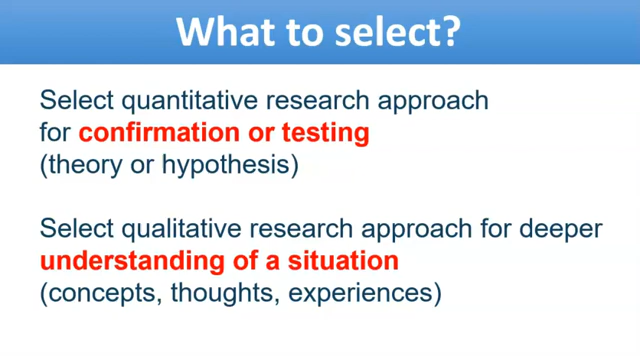 What to select?
Select quantitative research approach
for confirmation or testing
(theory or hypothesis)
Select qualitative research approach for deeper
understanding of a situation
(concepts, thoughts, experiences)